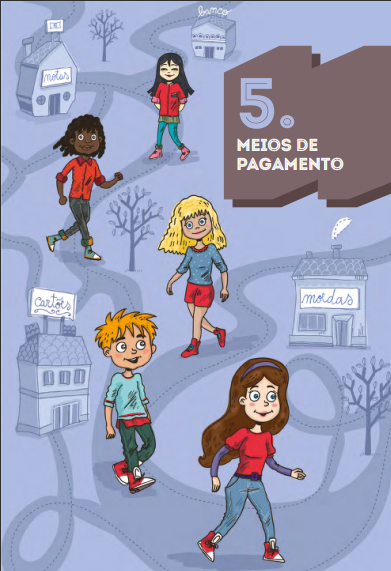 banco
notas
5.
MEIOS DE
PAGAMENTO
cartões
moedas